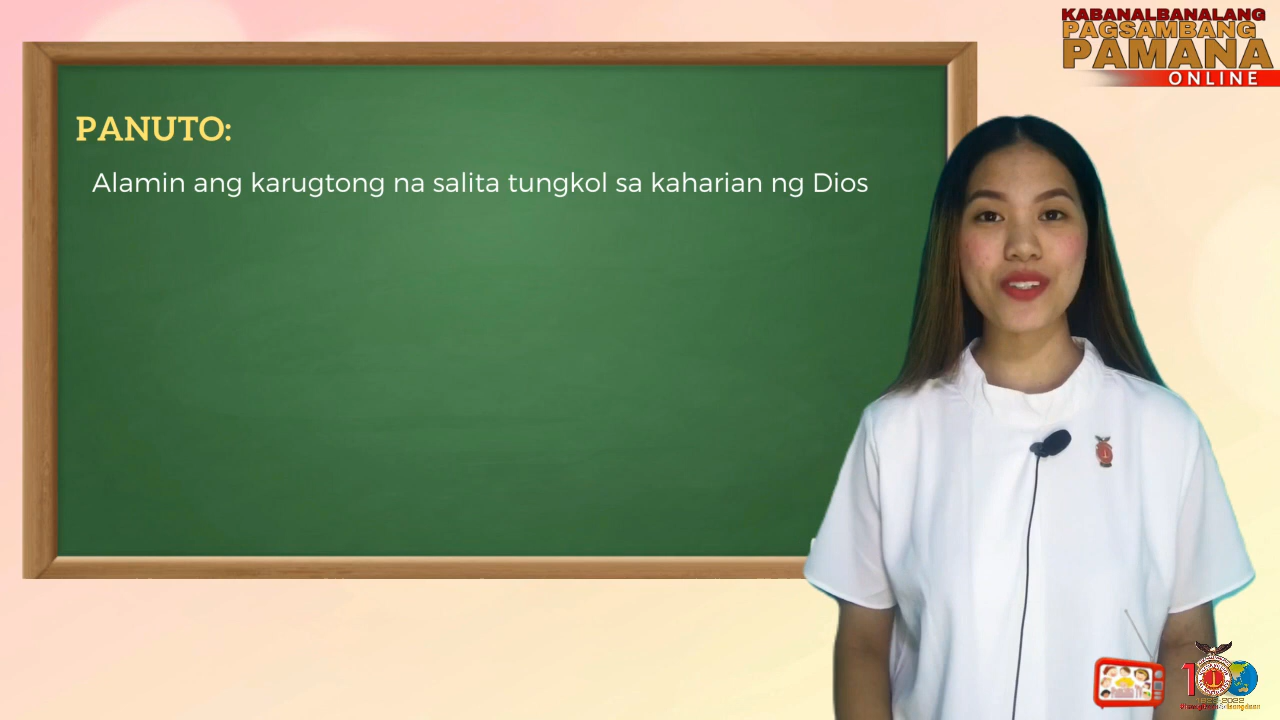 KABANALBANALANG
PAGSAMBANG
PAMANA
ONLINE
PANUTO:
Alamin ang karugtong na salita tungkol sa kaharian ng Dios